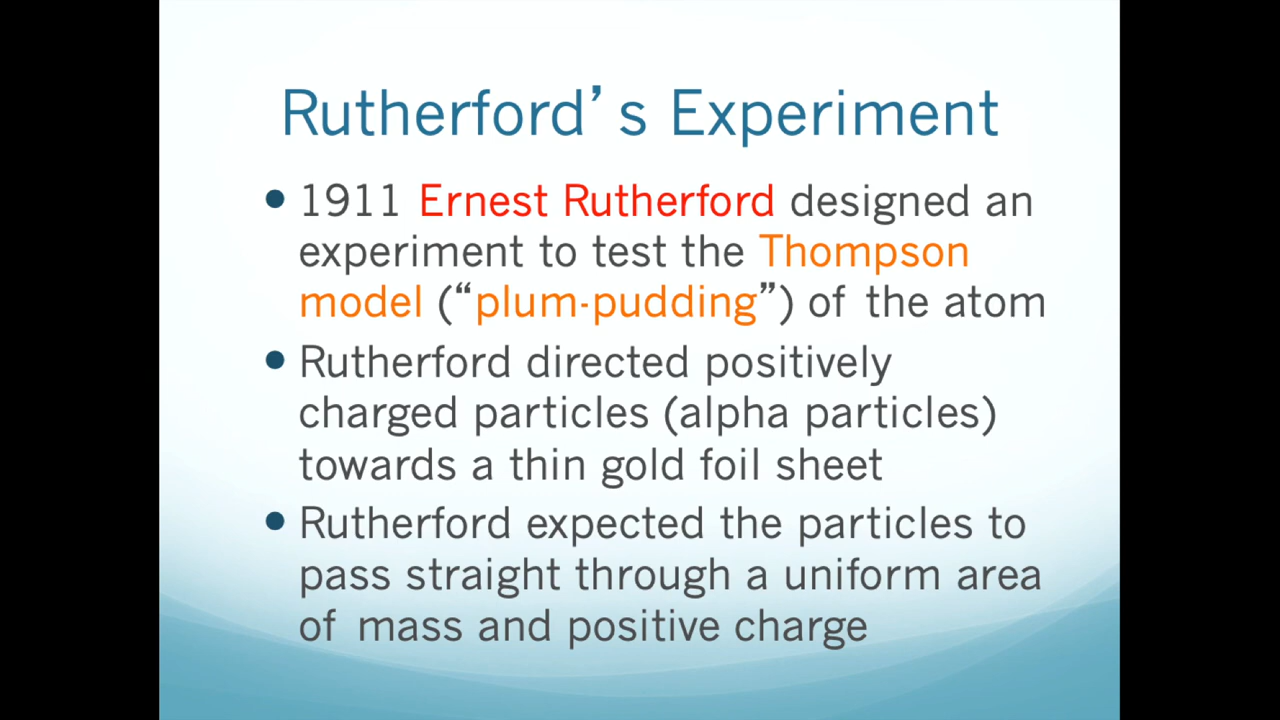 Rutherford’s Experiment
• 1911 Ernest Rutherford designed an
experiment to test the Thompson
model (“plum-pudding”) of the atom
• Rutherford directed positively
charged particles (alpha particles)
towards a thin gold foil sheet
• Rutherford expected the particles to
pass straight through a uniform area
of mass and positive charge